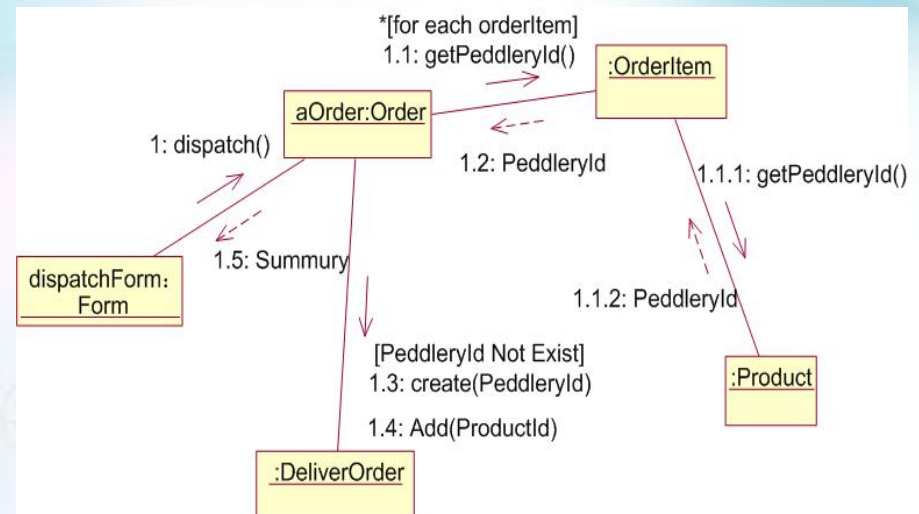 *[for each orderItem]
1.1: getPeddleryId()
:OrderItem
aOrder:Order
1: dispatch()
1.2: PeddleryId
1.1.1: getPeddleryId()
1.5: Summury
dispatchForm：
Form
1.1.2: PeddleryId
[PeddleryId Not Exist]
1.3: create(PeddleryId)
:Product
1.4: Add(ProductId)
:DeliverOrder